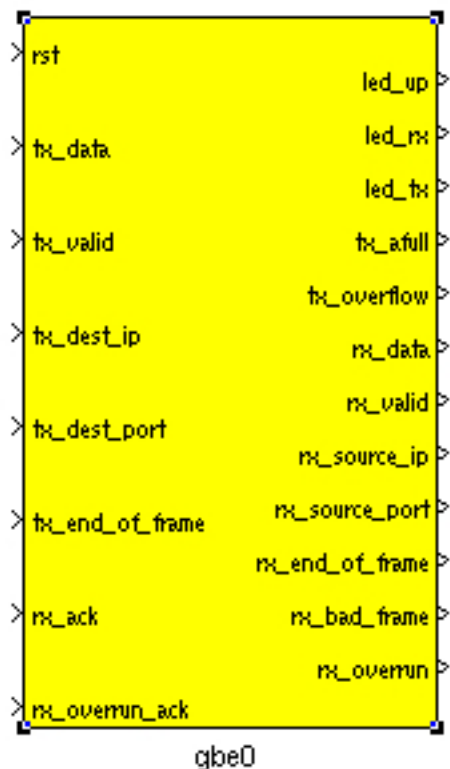 rst
led_up
led_rx
tx_data
led_tx
tx_valid
tx_afull
tx_overflow
tx_dest_ip
rx_data
rx_valid
tx_dest_port
rx_source_ip
rx_source_port
tx_end_of_frame
rx_end_of_frame
rx_ack
rx_bad_frame
rx_overrun
rx_overrun_ack
gbe0